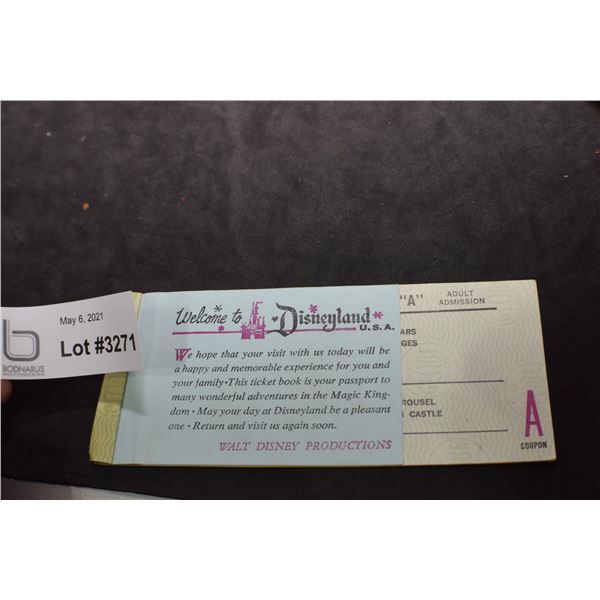 May 6, 2021
Lot #3271
b
BODNARUS
AUCTIONEERING
Welcome to Disneyland
U.S.A.
We hope that your visit with us today will be
a happy and memorable experience for you and
your family • This ticket book is your passport to
many wonderful adventures in the Magic King-
dom • May your day at Disneyland be a pleasant
one • Return and visit us again soon.
WALT DISNEY PRODUCTIONS
"A"
ADULT
ADMISSION
ARS
GES
ROUSEL
CASTLE
A
COUPON